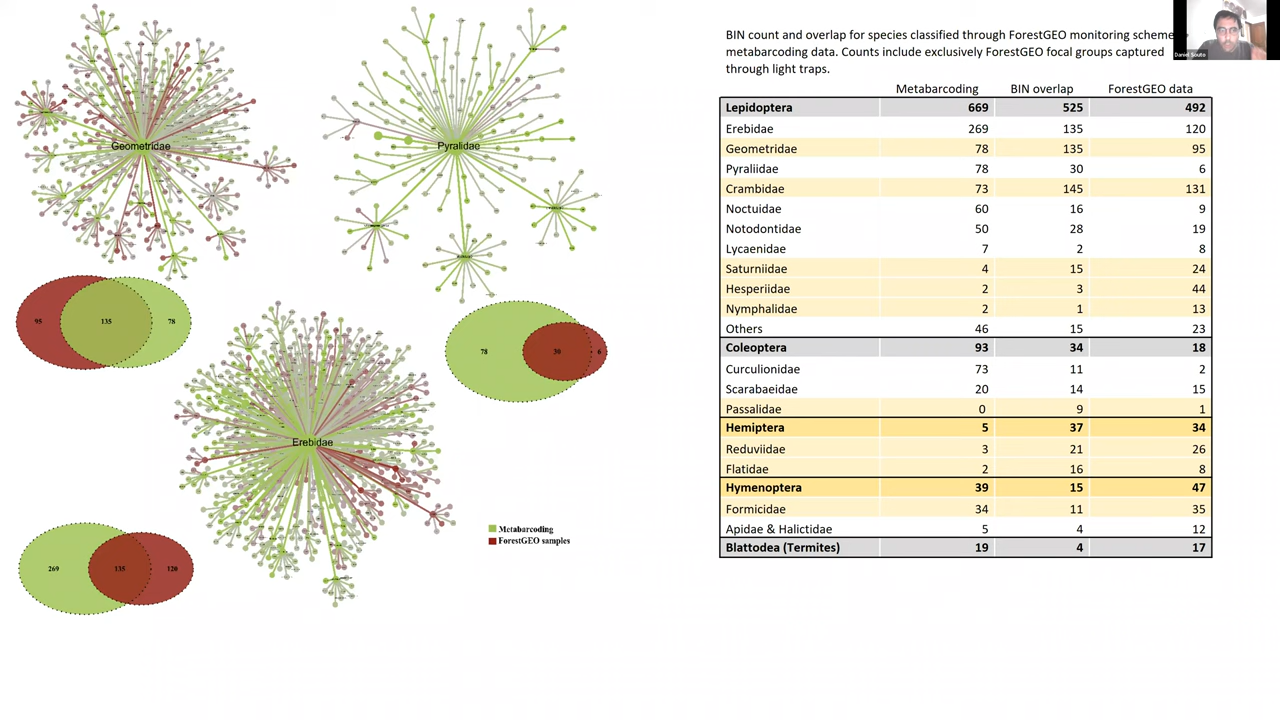 Geometridae
Pyralidae
95 135 78
78 30 6
Erebidae
269 135 120
Metabarcoding
ForestGEO samples
BIN count and overlap for species classified through ForestGEO monitoring scheme
metabarcoding data. Counts include exclusively ForestGEO focal groups captured
through light traps.
Metabarcoding BIN overlap ForestGEO data
Lepidoptera 669 525 492
Erebidae 269 135 120
Geometridae 78 135 95
Pyraliidae 78 30 6
Crambidae 73 145 131
Noctuidae 60 16 9
Notodontidae 50 28 19
Lycaenidae 7 2 8
Saturniidae 4 15 24
Hesperiidae 2 3 44
Nymphalidae 2 1 13
Others 46 15 23
Coleoptera 93 34 18
Curculionidae 73 11 2
Scarabaeidae 20 14 15
Passalidae 0 9 1
Hemiptera 5 37 34
Reduviidae 3 21 26
Flatidae 2 16 8
Hymenoptera 39 15 47
Formicidae 34 11 35
Apidae & Halictidae 5 4 12
Blattodea (Termites) 19 4 17
Daniel Souto